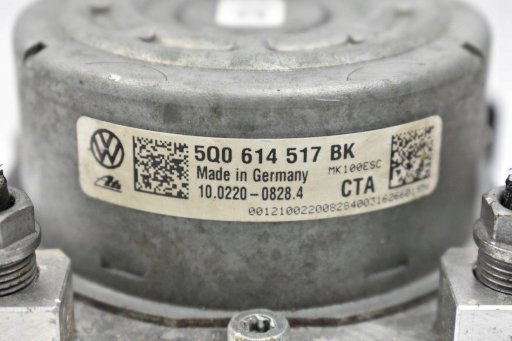 5Q0 614 517 BK
Made in Germany
MK100ESC
10.0220-0828.4
CTA